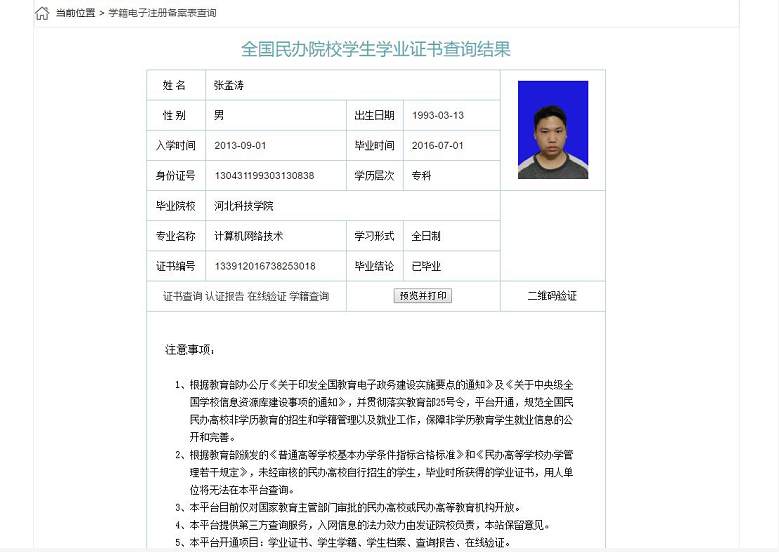 当前位置 > 学籍电子注册备案表查询
全国民办院校学生学业证书查询结果
姓 名 张孟涛
性 别 男 出生日期 1993-03-13
入学时间 2013-09-01 毕业时间 2016-07-01
身份证号 130431199303130838 学历层次 专科
毕业院校 河北科技学院
专业名称 计算机网络技术 学习形式 全日制
证书编号 133912016738253018 毕业结论 已毕业
证书查询 认证报告 在线验证 学籍查询 预览并打印 二维码验证
注意事项：
1、根据教育部办公厅《关于印发全国教育电子政务建设实施要点的通知》及《关于中央级全
国学校信息资源库建设事项的通知》，并贯彻落实教育部25号令，平台开通，规范全国民
民办高校非学历教育的招生和学籍管理以及就业工作，保障非学历教育学生就业信息的公
开和完善。
2、根据教育部颁发的《普通高等学校基本办学条件指标合格标准》和《民办高等学校办学管
理若干规定》，未经审核的民办高校自行招生的学生，毕业时所获得的学业证书，用人单
位将无法在本平台查询。
3、本平台目前仅对国家教育主管部门审批的民办高校或民办高等教育机构开放。
4、本平台提供第三方查询服务，入网信息的法力效力由发证院校负责，本站保留意见。
5、本平台开通项目：学业证书、学生学籍、学生档案、查询报告、在线验证。